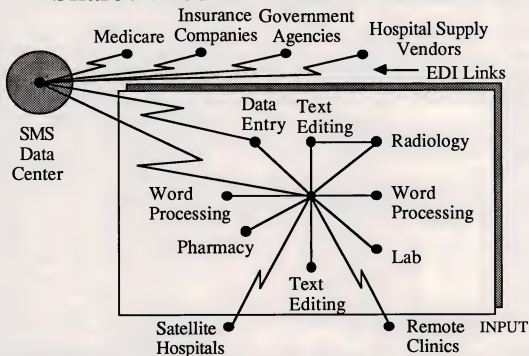 Insurance Government
Medicare Companies Agencies Hospital Supply
Vendors
EDI Links
SMS
Data
Center
Data
Entry
Text
Editing
Radiology
Word
Processing
Word
Processing
Pharmacy
Lab
Text
Editing
Satellite
Hospitals
Remote
Clinics
INPUT